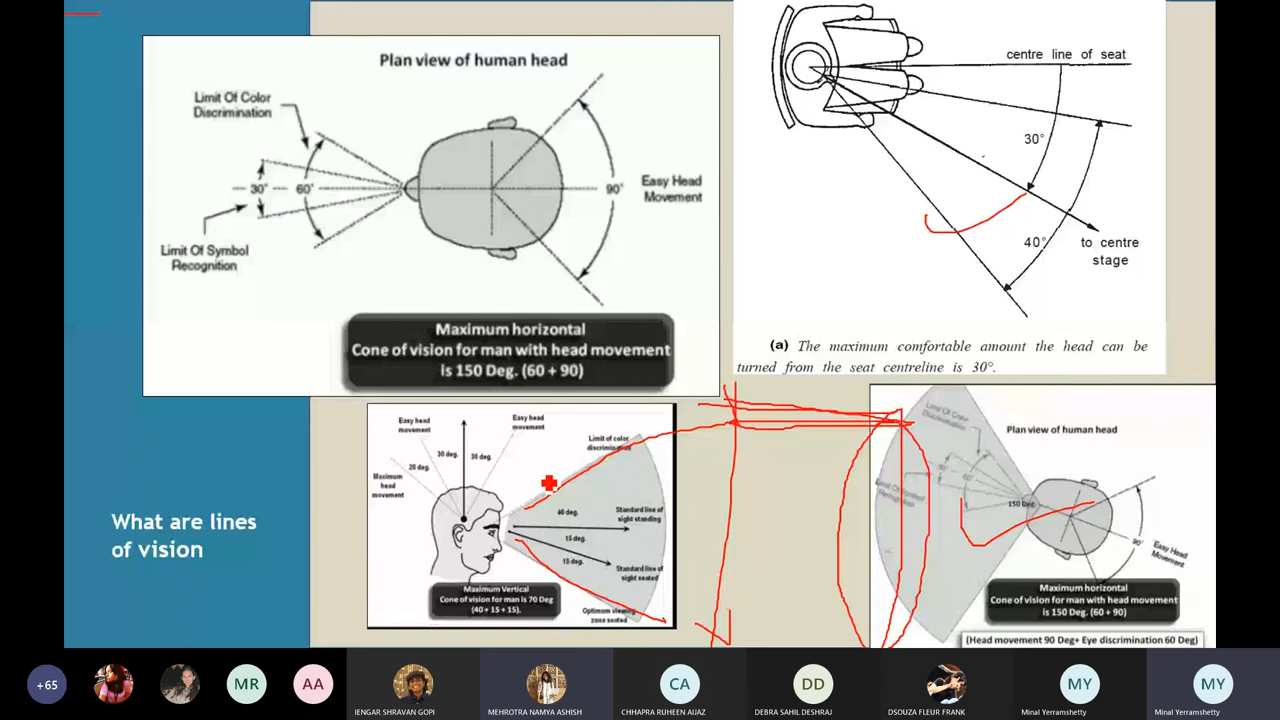 Plan view of human head
Limit Of Color
Discrimination
30°
60°
90°
Easy Head
Movement
Limit Of Symbol
Recognition
Maximum horizontal
Cone of vision for man with head movement
is 150 Deg. (60 + 90)
centre line of seat
30°
40°
to centre
stage
(a) The maximum comfortable amount the head can be
turned from the seat centreline is 30°.
What are lines
of vision
Easy head
movement
Easy head
movement
30 deg.
30 deg.
20 deg.
Maximum
head
movement
Limit of color
discrimination
40 deg.
Standard line of
sight standing
15 deg.
15 deg.
Standard line of
sight seated
Optimum viewing
zone seated
Maximum Vertical
Cone of vision for man is 70 Deg
(40 + 15 + 15).
Limit Of Color
Discrimination
Plan view of human head
30°
60°
Limit Of Symbol
Recognition
150 Deg.
90°
Easy Head
Movement
Maximum horizontal
Cone of vision for man with head movement
is 150 Deg. (60 + 90)
(Head movement 90 Deg+ Eye discrimination 60 Deg)
+65
MR
AA
IENGAR SHRAVAN GOPI
MEHROTRA NAMYA ASHISH
CA
CHHAPRA RUHEEN AIJAZ
DD
DEBRA SAHIL DESHRAJ
DSOUZA FLEUR FRANK
MY
Minal Yerramshetty
MY
Minal Yerramshetty